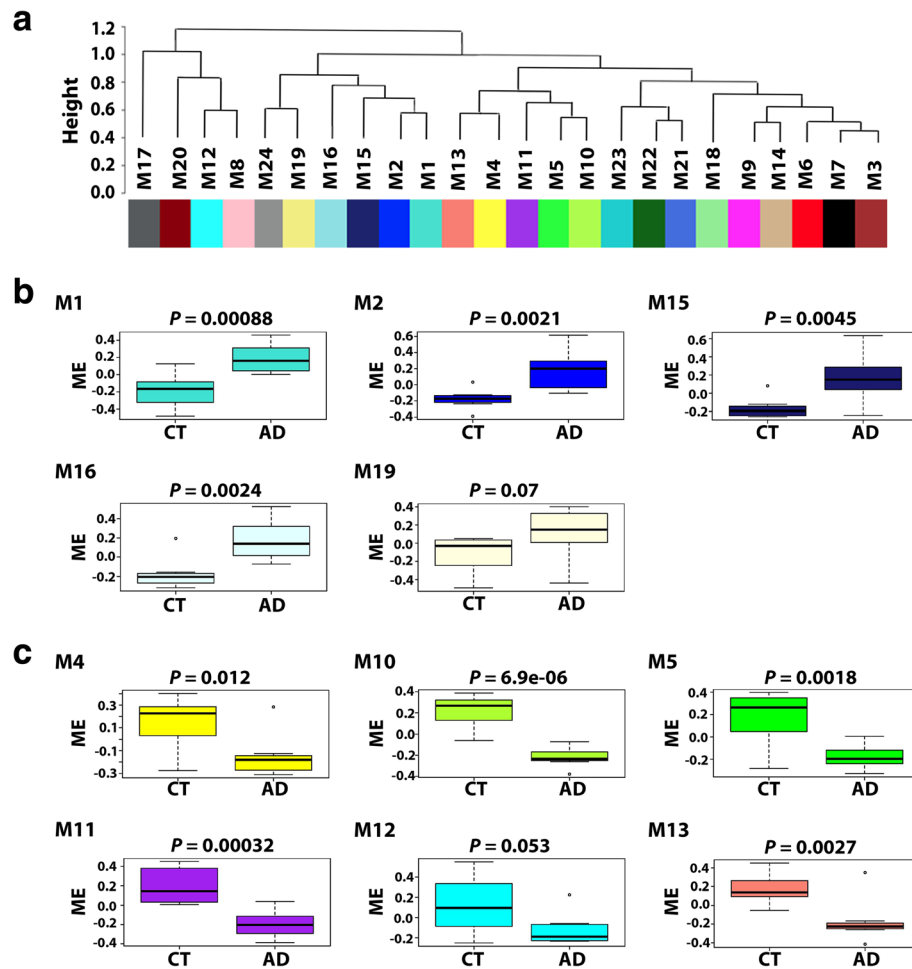 a
Height
1.2
1.0
0.8
0.6
0.4
0.2
0.0
M17 M20 M12 M8 M24 M19 M16 M15 M2 M1 M13 M4 M11 M5 M10 M23 M22 M21 M18 M9 M14 M6 M7 M3
b
M1
P = 0.00088
ME
0.4
0.2
0.0
-0.2
-0.4
CT AD
M2
P = 0.0021
ME
0.6
0.4
0.2
0.0
-0.2
-0.4
CT AD
M15
P = 0.0045
ME
0.6
0.4
0.2
0.0
-0.2
CT AD
M16
P = 0.0024
ME
0.4
0.2
0.0
-0.2
CT AD
M19
P = 0.07
ME
0.4
0.2
0.0
-0.2
-0.4
CT AD
c
M4
P = 0.012
ME
0.3
0.1
-0.1
-0.3
CT AD
M10
P = 6.9e-06
ME
0.4
0.2
0.0
-0.2
-0.4
CT AD
M5
P = 0.0018
ME
0.4
0.2
0.0
-0.2
CT AD
M11
P = 0.00032
ME
0.4
0.2
0.0
-0.2
-0.4
CT AD
M12
P = 0.053
ME
0.4
0.2
0.0
-0.2
CT AD
M13
P = 0.0027
ME
0.4
0.2
0.0
-0.2
-0.4
CT AD